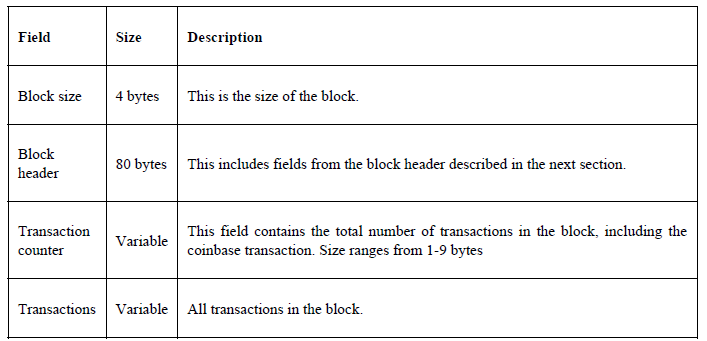 Field Size Description
Block size 4 bytes This is the size of the block.
Block
header 80 bytes This includes fields from the block header described in the next section.
Transaction
counter Variable This field contains the total number of transactions in the block, including the
coinbase transaction. Size ranges from 1-9 bytes
Transactions Variable All transactions in the block.